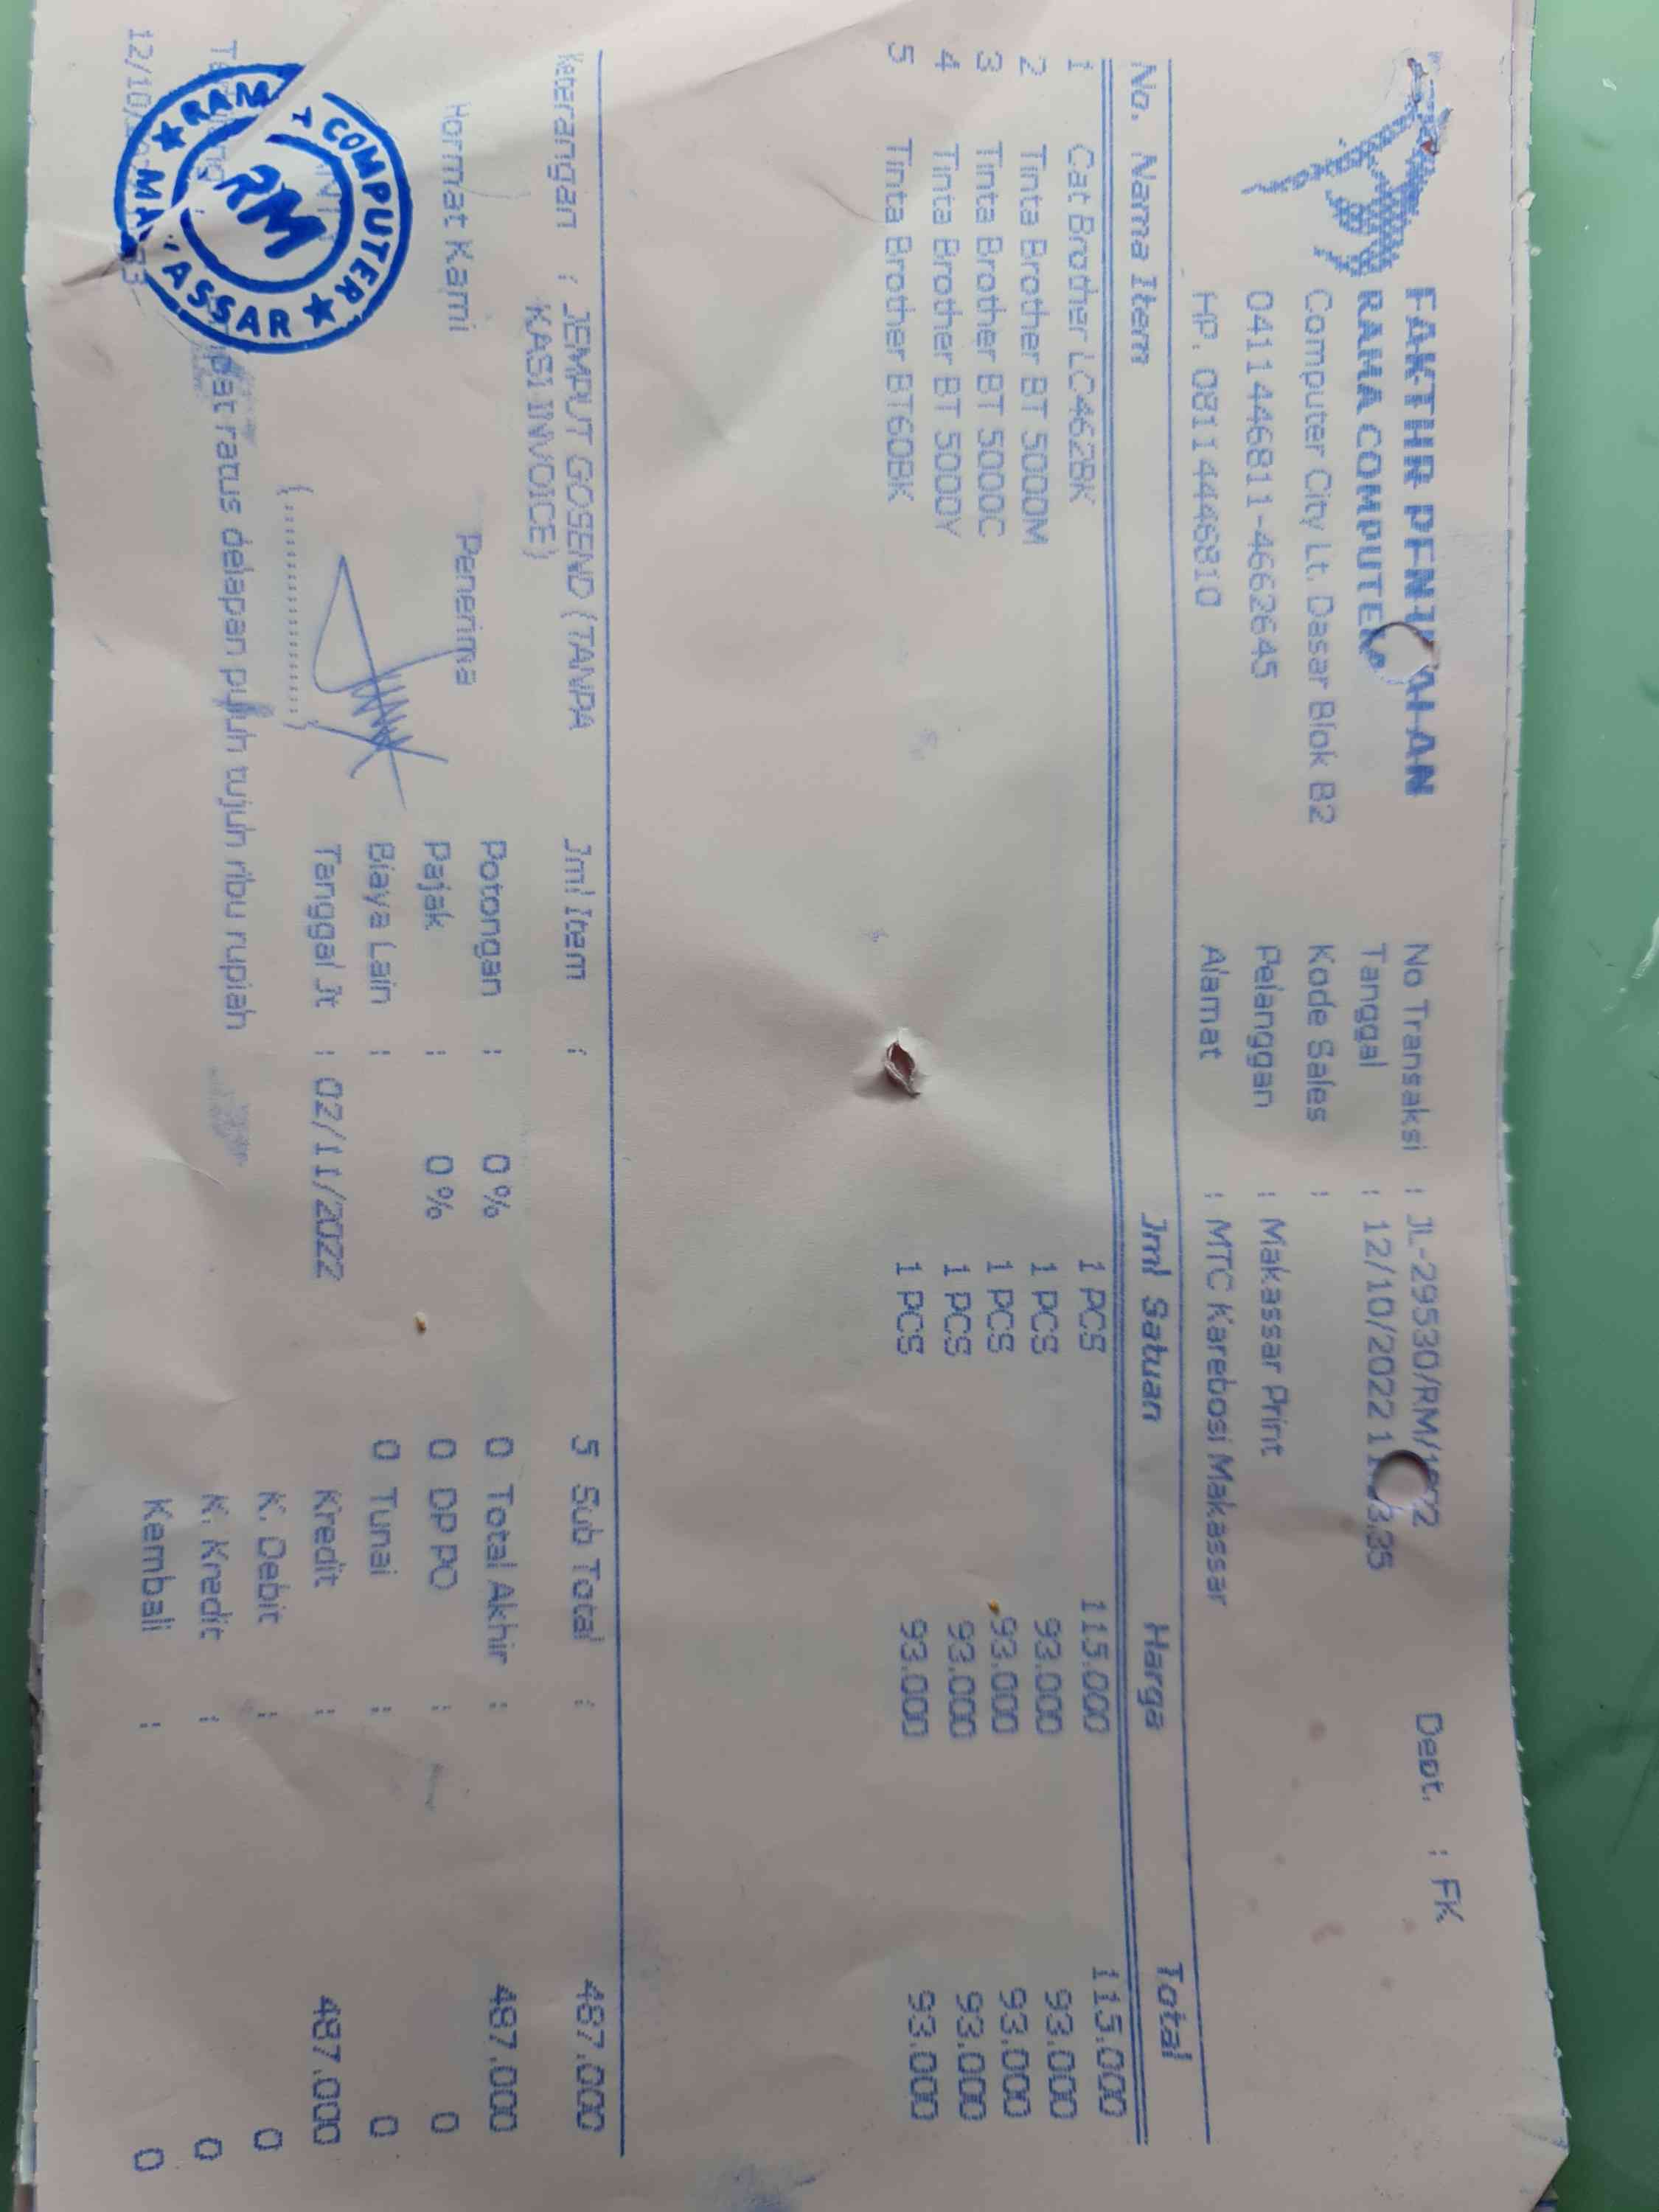 FAKTUR PENJUALAN
RAMA COMPUTER
Computer City Lt. Dasar Blok B2
0411446811-4662645
HP. 0811446810
No Transaksi : JL-29530/RM/1022
Tanggal : 12/10/2022
Kode Sales :
Pelanggan : Makassar Print
Alamat : MTC Karebosi Makassar
Dept. : FK
No. Nama Item Jml Satuan Harga Total
1 Cat Brother LC462BK 1 PCS 115.000 115.000
2 Tinta Brother BT 5000M 1 PCS 93.000 93.000
3 Tinta Brother BT 5000C 1 PCS 93.000 93.000
4 Tinta Brother BT 5000Y 1 PCS 93.000 93.000
5 Tinta Brother BT60BK 1 PCS 93.000 93.000
Keterangan : JEMPUT GOSEND (TANPA
KASI INVOICE)
Hormat Kami
Penerima
(..............)
Jml Item : 5
Potongan : 0 % 0
Pajak : 0 % 0
Biaya Lain : 0
Tanggal Jt : 02/11/2022
Sub Total : 487.000
Total Akhir : 487.000
DP PO : 0
Tunai : 0
Kredit : 487.000
K. Debit : 0
K. Kredit : 0
Kembali : 0
ratus delapan puluh tujuh ribu rupiah
12/10/
RAMA COMPUTER
RM
MAKASSAR